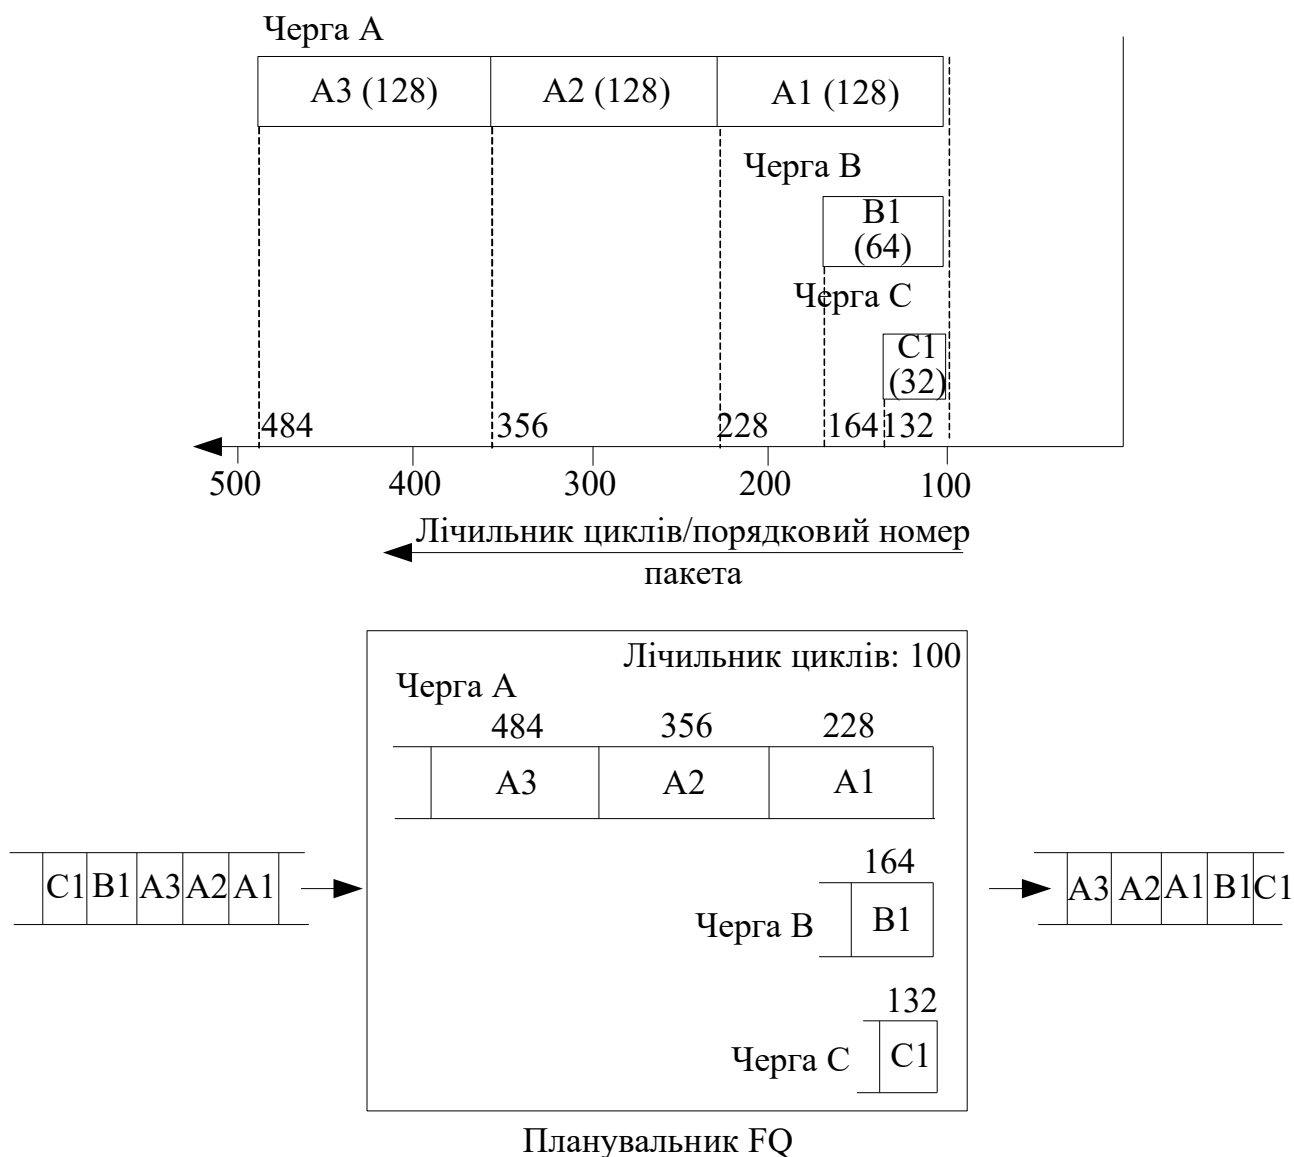 Черга A
A3 (128) A2 (128) A1 (128)
Черга B
B1
(64)
Черга C
C1
(32)
484 356 228 164 132
500 400 300 200 100
Лічильник циклів/порядковий номер
пакета
Лічильник циклів: 100
Черга A
484 356 228
A3 A2 A1
164
C1 B1 A3 A2 A1
Черга B B1
A3 A2 A1 B1 C1
132
Черга C C1
Планувальник FQ